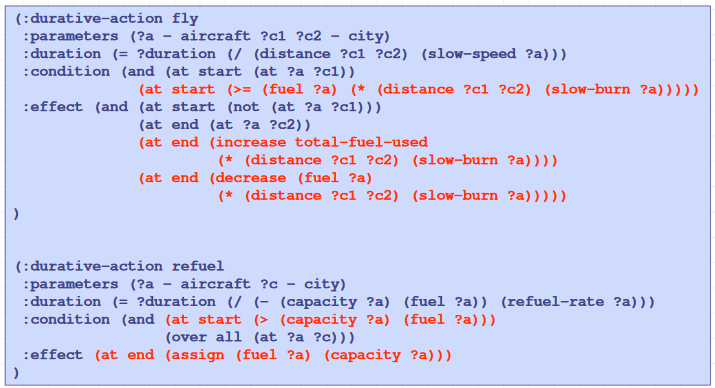 (:durative-action fly
:parameters (?a - aircraft ?c1 ?c2 - city)
:duration (= ?duration (/ (distance ?c1 ?c2) (slow-speed ?a)))
:condition (and (at start (at ?a ?c1))
(at start (>= (fuel ?a) (* (distance ?c1 ?c2) (slow-burn ?a)))))
:effect (and (at start (not (at ?a ?c1)))
(at end (at ?a ?c2))
(at end (increase total-fuel-used
(* (distance ?c1 ?c2) (slow-burn ?a))))
(at end (decrease (fuel ?a)
(* (distance ?c1 ?c2) (slow-burn ?a)))))
)
(:durative-action refuel
:parameters (?a - aircraft ?c - city)
:duration (= ?duration (/ (- (capacity ?a) (fuel ?a)) (refuel-rate ?a)))
:condition (and (at start (> (capacity ?a) (fuel ?a)))
(over all (at ?a ?c)))
:effect (at end (assign (fuel ?a) (capacity ?a)))
)